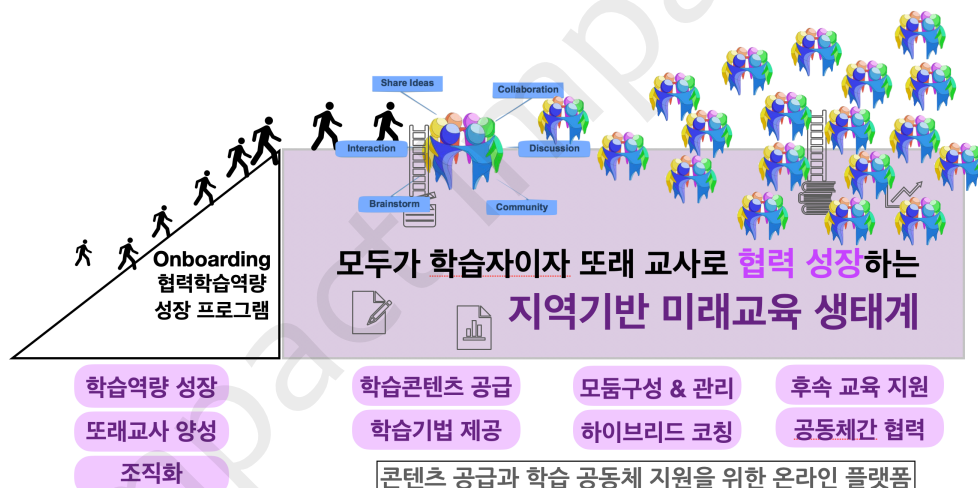 Share Ideas
Collaboration
Interaction
Discussion
Brainstorm
Community
Onboarding
협력학습역량
성장 프로그램
모두가 학습자이자 또래 교사로 협력 성장하는
지역기반 미래교육 생태계
학습역량 성장
또래교사 양성
조직화
학습콘텐츠 공급
모둠구성 & 관리
후속 교육 지원
학습기법 제공
하이브리드 코칭
공동체간 협력
콘텐츠 공급과 학습 공동체 지원을 위한 온라인 플랫폼
impact impact